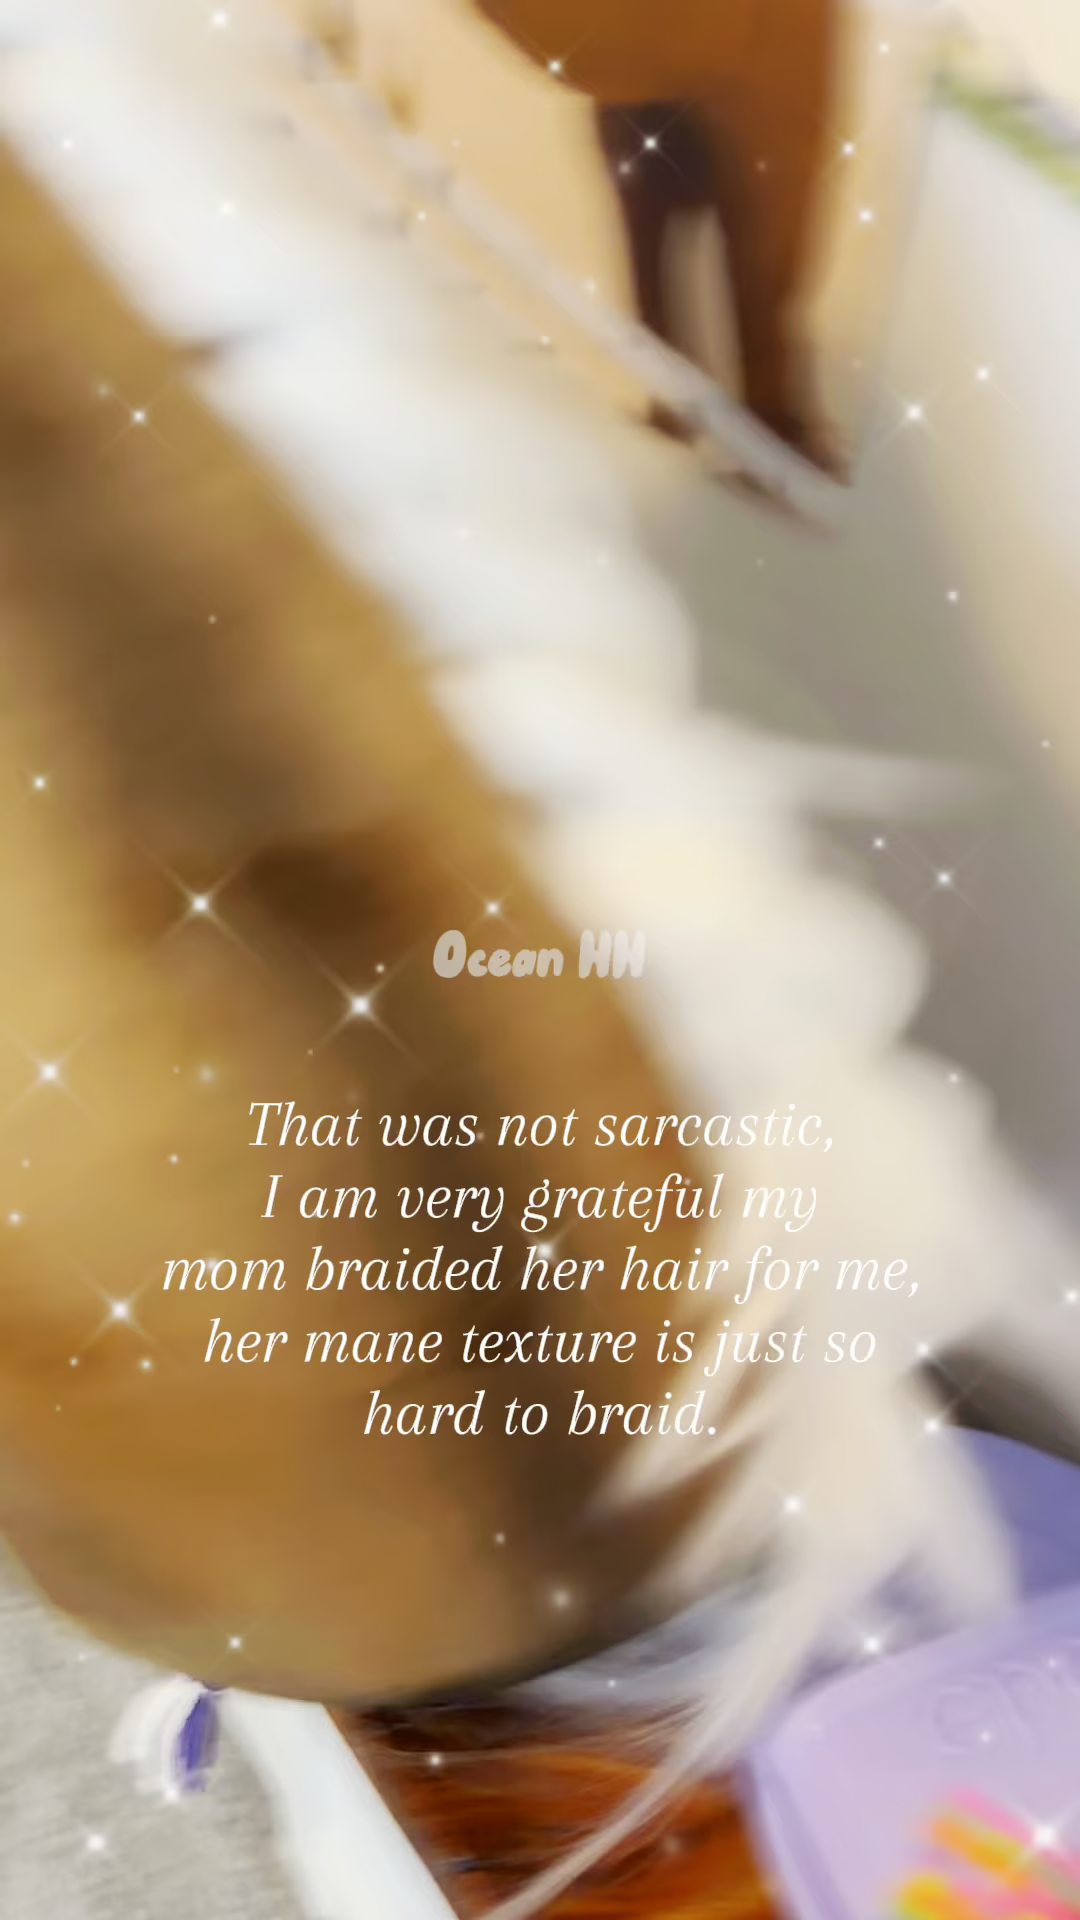 Ocean HH
That was not sarcastic,
I am very grateful my
mom braided her hair for me,
her mane texture is just so
hard to braid.